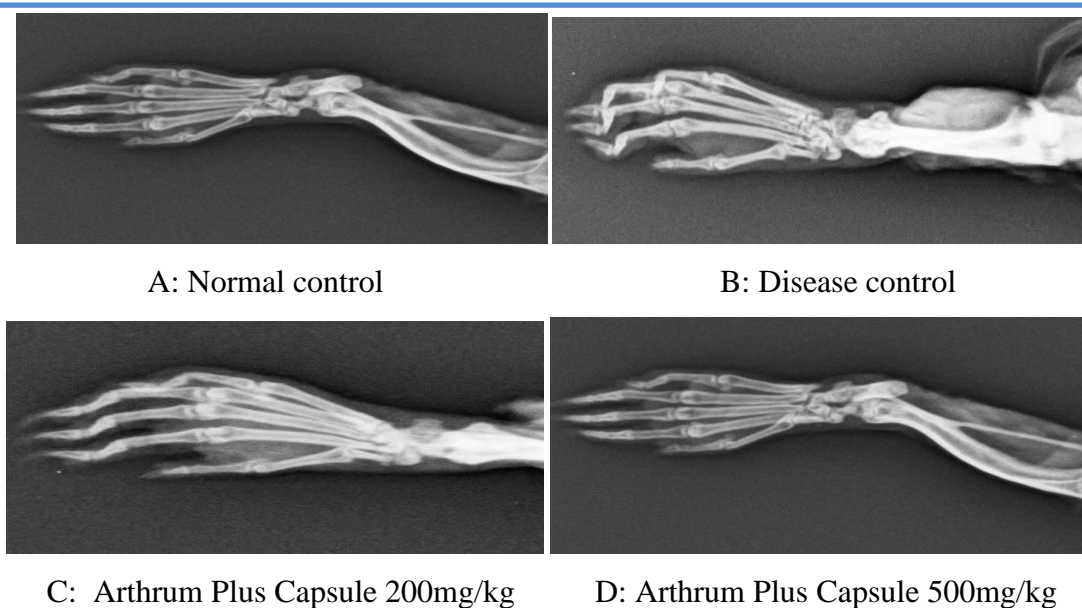 A: Normal control
B: Disease control
C: Arthrum Plus Capsule 200mg/kg
D: Arthrum Plus Capsule 500mg/kg